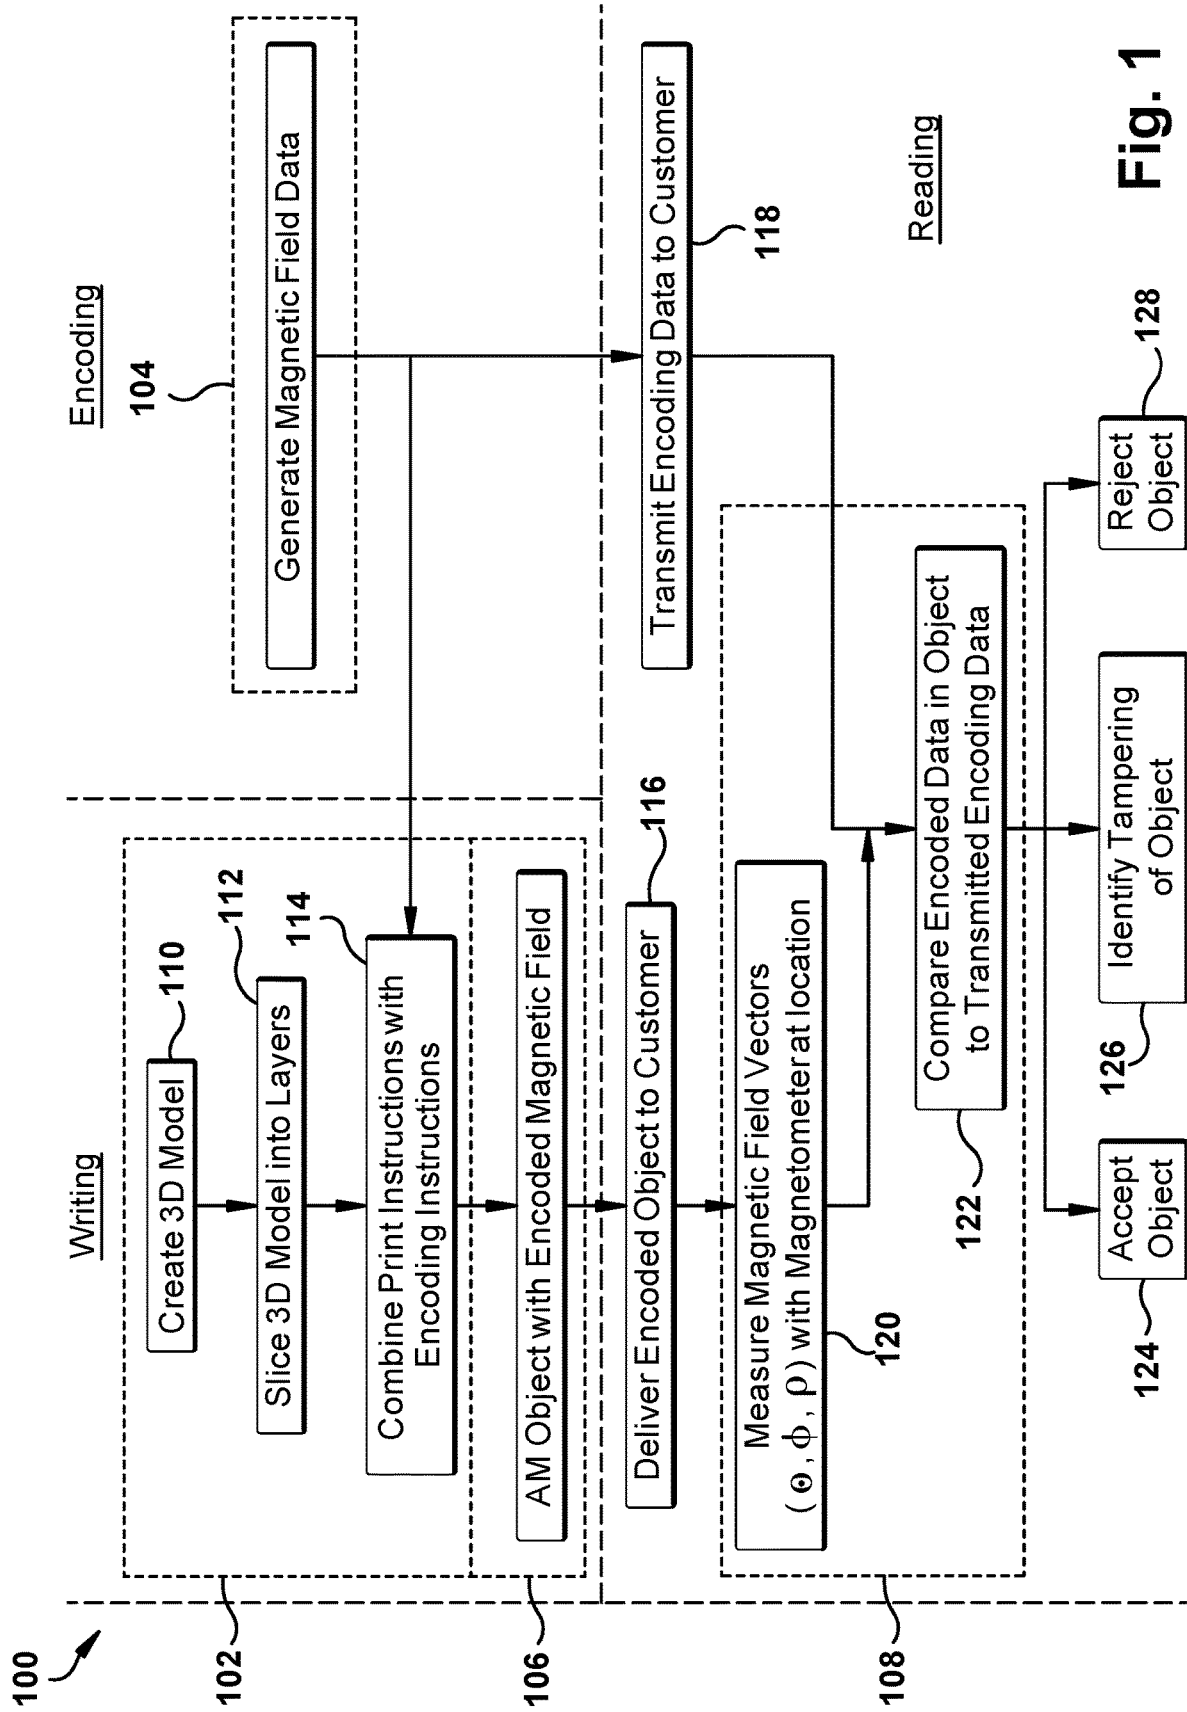 100
Writing
Encoding
Create 3D Model
110
104
Slice 3D Model into Layers
112
Generate Magnetic Field Data
102
Combine Print Instructions with
Encoding Instructions
114
AM Object with Encoded Magnetic Field
106
Deliver Encoded Object to Customer
116
Transmit Encoding Data to Customer
118
Measure Magnetic Field Vectors
(Θ, ϕ, ρ) with Magnetometer at location
120
108
Reading
Compare Encoded Data in Object
to Transmitted Encoding Data
122
Accept
Object
124
Identify Tampering
of Object
126
Reject
Object
128
Fig. 1